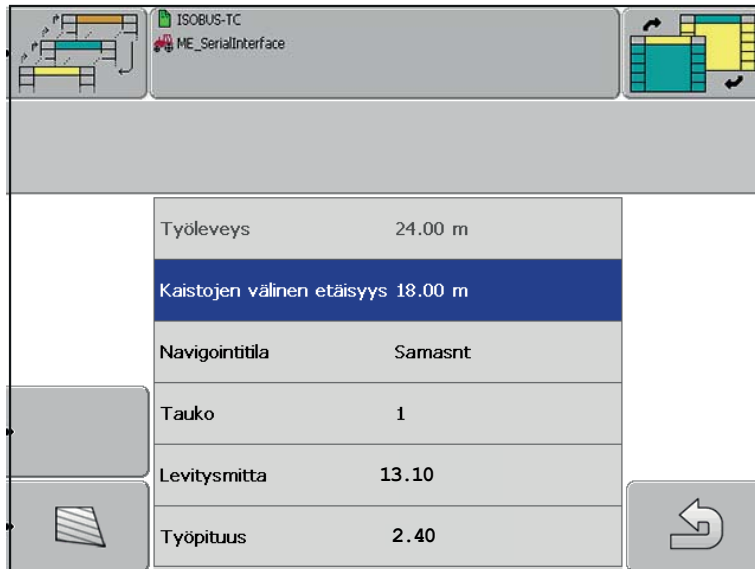 ISOBUS-TC
ME_SerialInterface
Työleveys 24.00 m
Kaistojen välinen etäisyys 18.00 m
Navigointitila Samasnt
Tauko 1
Levitysmitta 13.10
Työpituus 2.40